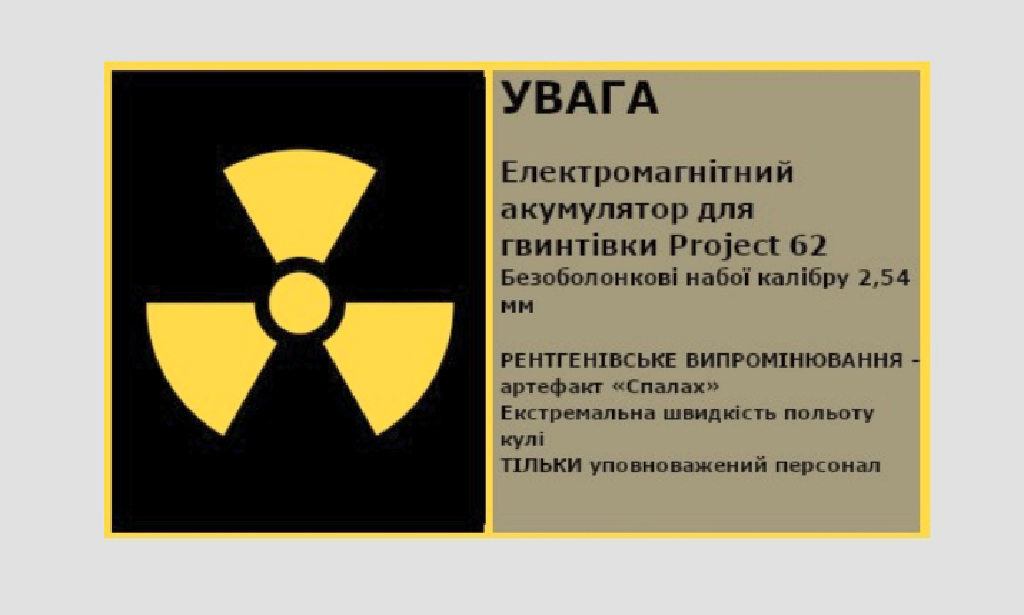 УВАГА
Електромагнітний
акумулятор для
гвинтівки Project 62
Безоболонкові набої калібру 2,54
мм
РЕНТГЕНІВСЬКЕ ВИПРОМІНЮВАННЯ -
артефакт «Спалах»
Екстремальна швидкість польоту
кулі
ТІЛЬКИ уповноважений персонал